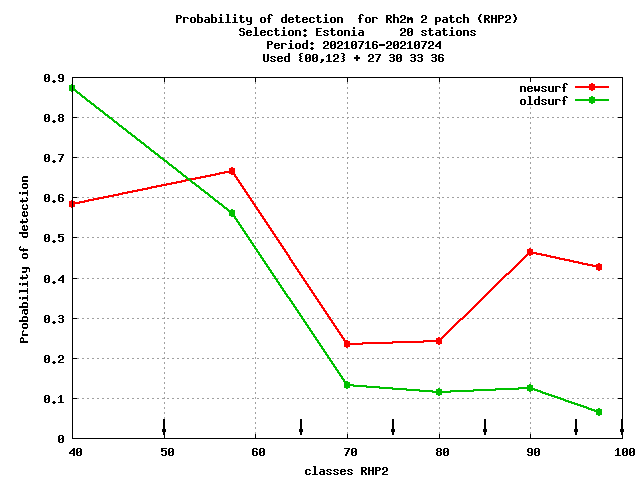 Probability of detection  for Rh2m 2 patch (RHP2)
Selection: Estonia     20 stations
Period: 20210716-20210724
Used {00,12} + 27 30 33 36
newsurf
oldsurf
Probability of detection
0.9
0.8
0.7
0.6
0.5
0.4
0.3
0.2
0.1
0
40 50 60 70 80 90 100
classes RHP2